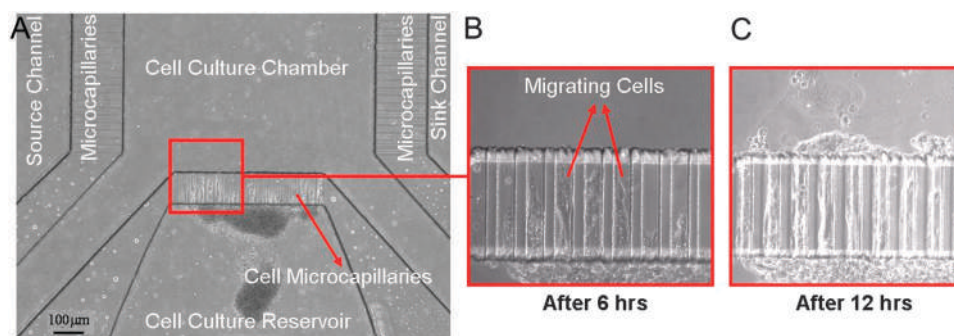 A
B
C
Source Channel
Microcapillaries
Cell Culture Chamber
Microcapillaries
Sink Channel
Migrating Cells
Cell Microcapillaries
Cell Culture Reservoir
100µm
After 6 hrs
After 12 hrs